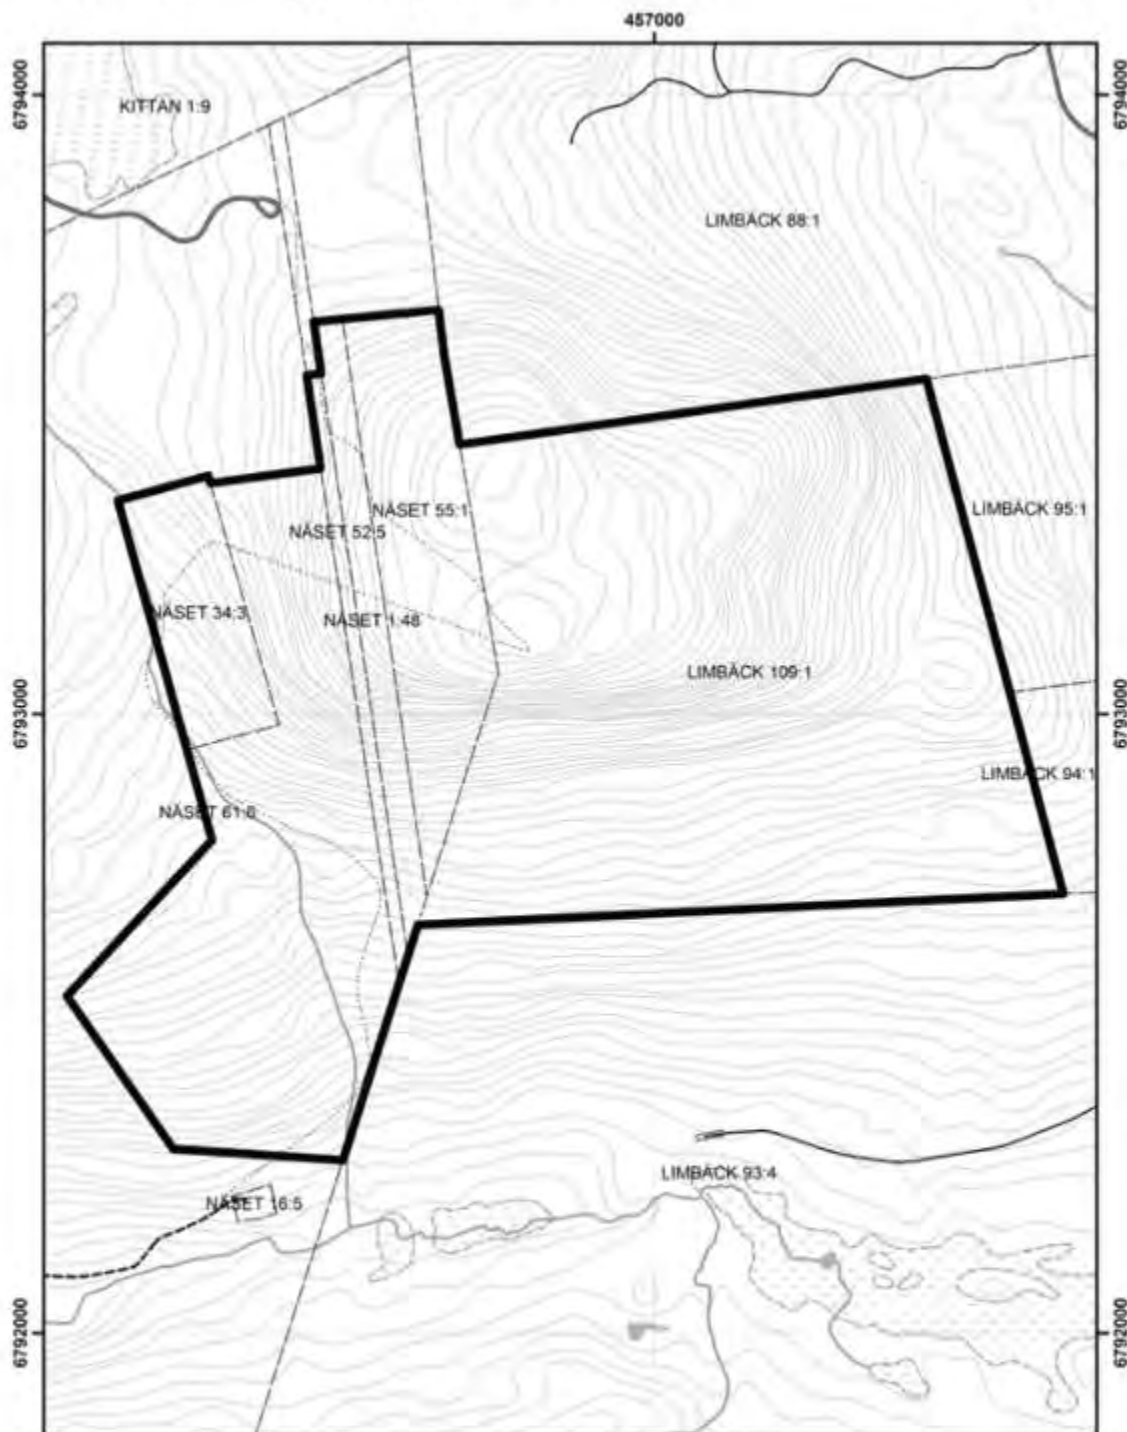 457000
6794000
6794000
KITTAN 1:9
LIMBÄCK 88:1
NÄSET 55:1
LIMBÄCK 95:1
NÄSET 52:5
NÄSET 34:3
NÄSET 1:48
LIMBÄCK 109:1
6793000
6793000
LIMBÄCK 94:1
NÄSET 61:6
LIMBÄCK 93:4
NÄSET 16:5
6792000
6792000